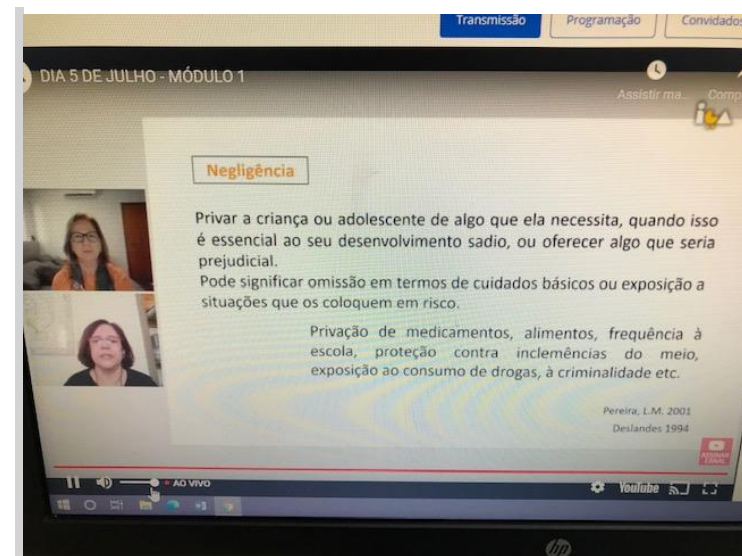 Transmissão
Programação
Convidados
DIA 5 DE JULHO - MÓDULO 1
Assistir ma...
Comp
Negligência
Privar a criança ou adolescente de algo que ela necessita, quando isso
é essencial ao seu desenvolvimento sadio, ou oferecer algo que seria
prejudicial.
Pode significar omissão em termos de cuidados básicos ou exposição a
situações que os coloquem em risco.
Privação de medicamentos, alimentos, frequência à
escola, proteção contra inclemências do meio,
exposição ao consumo de drogas, à criminalidade etc.
Pereira, L.M. 2001
Deslandes 1994
ASSINAR
CANAL
AO VIVO
YouTube
hp